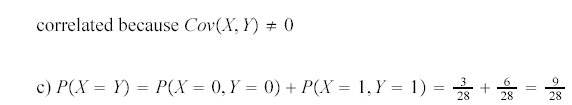 correlated because Cov(X, Y) ≠ 0
c) P(X = Y) = P(X = 0, Y = 0) + P(X = 1, Y = 1) = 3/28 + 6/28 = 9/28